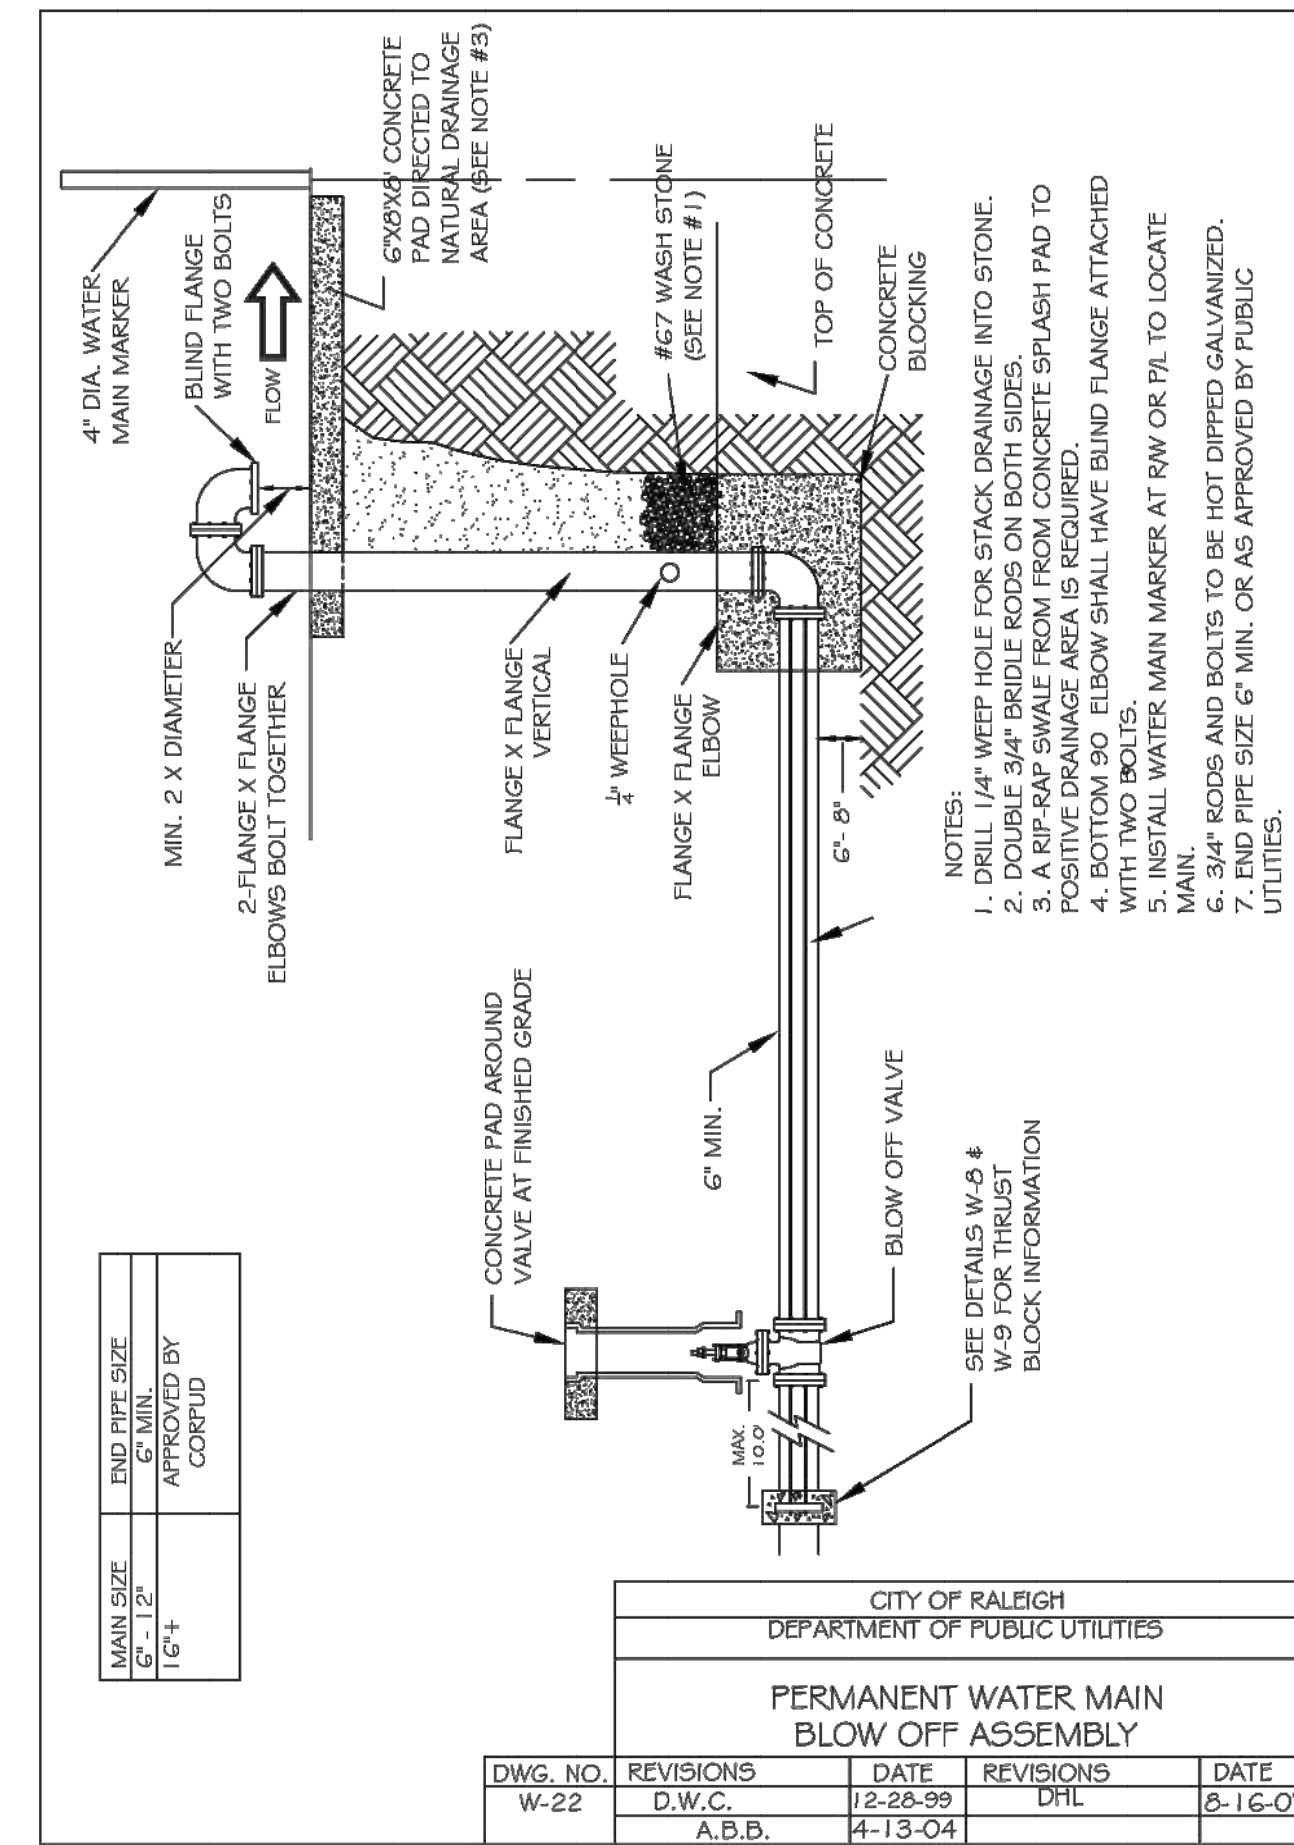 4" DIA. WATER
MAIN MARKER
BLIND FLANGE
WITH TWO BOLTS
FLOW
6"X8'X8' CONCRETE
PAD DIRECTED TO
NATURAL DRAINAGE
AREA (SEE NOTE #3)
MIN. 2 X DIAMETER
2-FLANGE X FLANGE
ELBOWS BOLT TOGETHER
FLANGE X FLANGE
VERTICAL
1/4" WEEPHOLE
#67 WASH STONE
(SEE NOTE #1)
TOP OF CONCRETE
CONCRETE
BLOCKING
FLANGE X FLANGE
ELBOW
6"- 8"
CONCRETE PAD AROUND
VALVE AT FINISHED GRADE
6" MIN.
BLOW OFF VALVE
MAX.
10.0'
SEE DETAILS W-8 &
W-9 FOR THRUST
BLOCK INFORMATION
NOTES:
1. DRILL 1/4" WEEP HOLE FOR STACK DRAINAGE INTO STONE.
2. DOUBLE 3/4" BRIDLE RODS ON BOTH SIDES.
3. A RIP-RAP SWALE FROM FROM CONCRETE SPLASH PAD TO
POSITIVE DRAINAGE AREA IS REQUIRED.
4. BOTTOM 90 ELBOW SHALL HAVE BLIND FLANGE ATTACHED
WITH TWO BOLTS.
5. INSTALL WATER MAIN MARKER AT R/W OR P/L TO LOCATE
MAIN.
6. 3/4" RODS AND BOLTS TO BE HOT DIPPED GALVANIZED.
7. END PIPE SIZE 6" MIN. OR AS APPROVED BY PUBLIC
UTLITIES.
MAIN SIZE END PIPE SIZE
6" - 12" 6" MIN.
16"+ APPROVED BY
CORPUD
CITY OF RALEIGH
DEPARTMENT OF PUBLIC UTILITIES
PERMANENT WATER MAIN
BLOW OFF ASSEMBLY
DWG. NO. REVISIONS DATE REVISIONS DATE
W-22 D.W.C. 12-28-99 DHL
A.B.B. 4-13-04